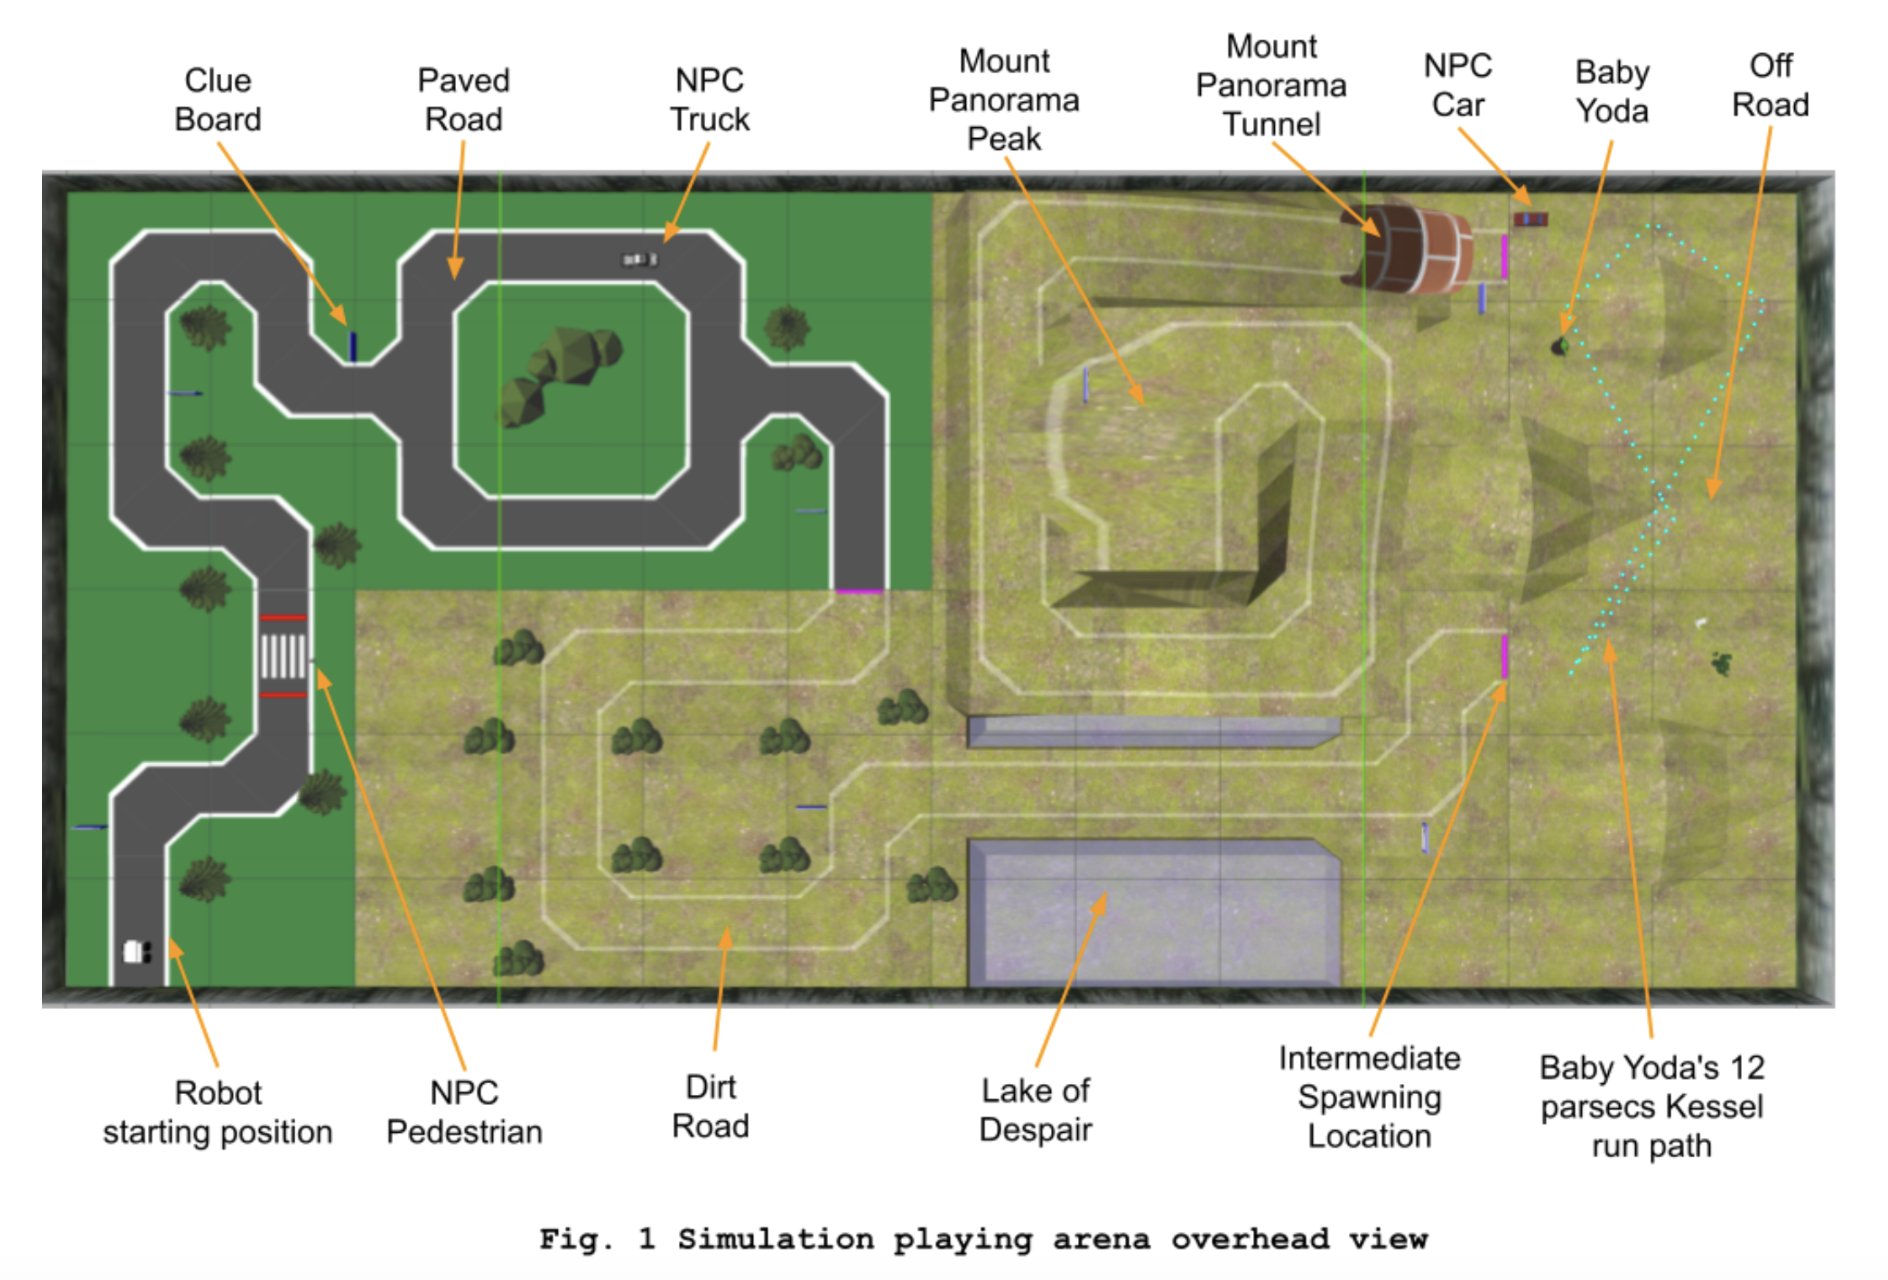 Clue
Board
Paved
Road
NPC
Truck
Mount
Panorama
Peak
Mount
Panorama
Tunnel
NPC
Car
Baby
Yoda
Off
Road
Robot
starting position
NPC
Pedestrian
Dirt
Road
Lake of
Despair
Intermediate
Spawning
Location
Baby Yoda's 12
parsecs Kessel
run path
Fig. 1 Simulation playing arena overhead view